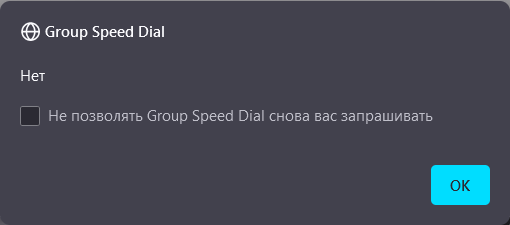 Group Speed Dial
Нет
Не позволять Group Speed Dial снова вас запрашивать
OK